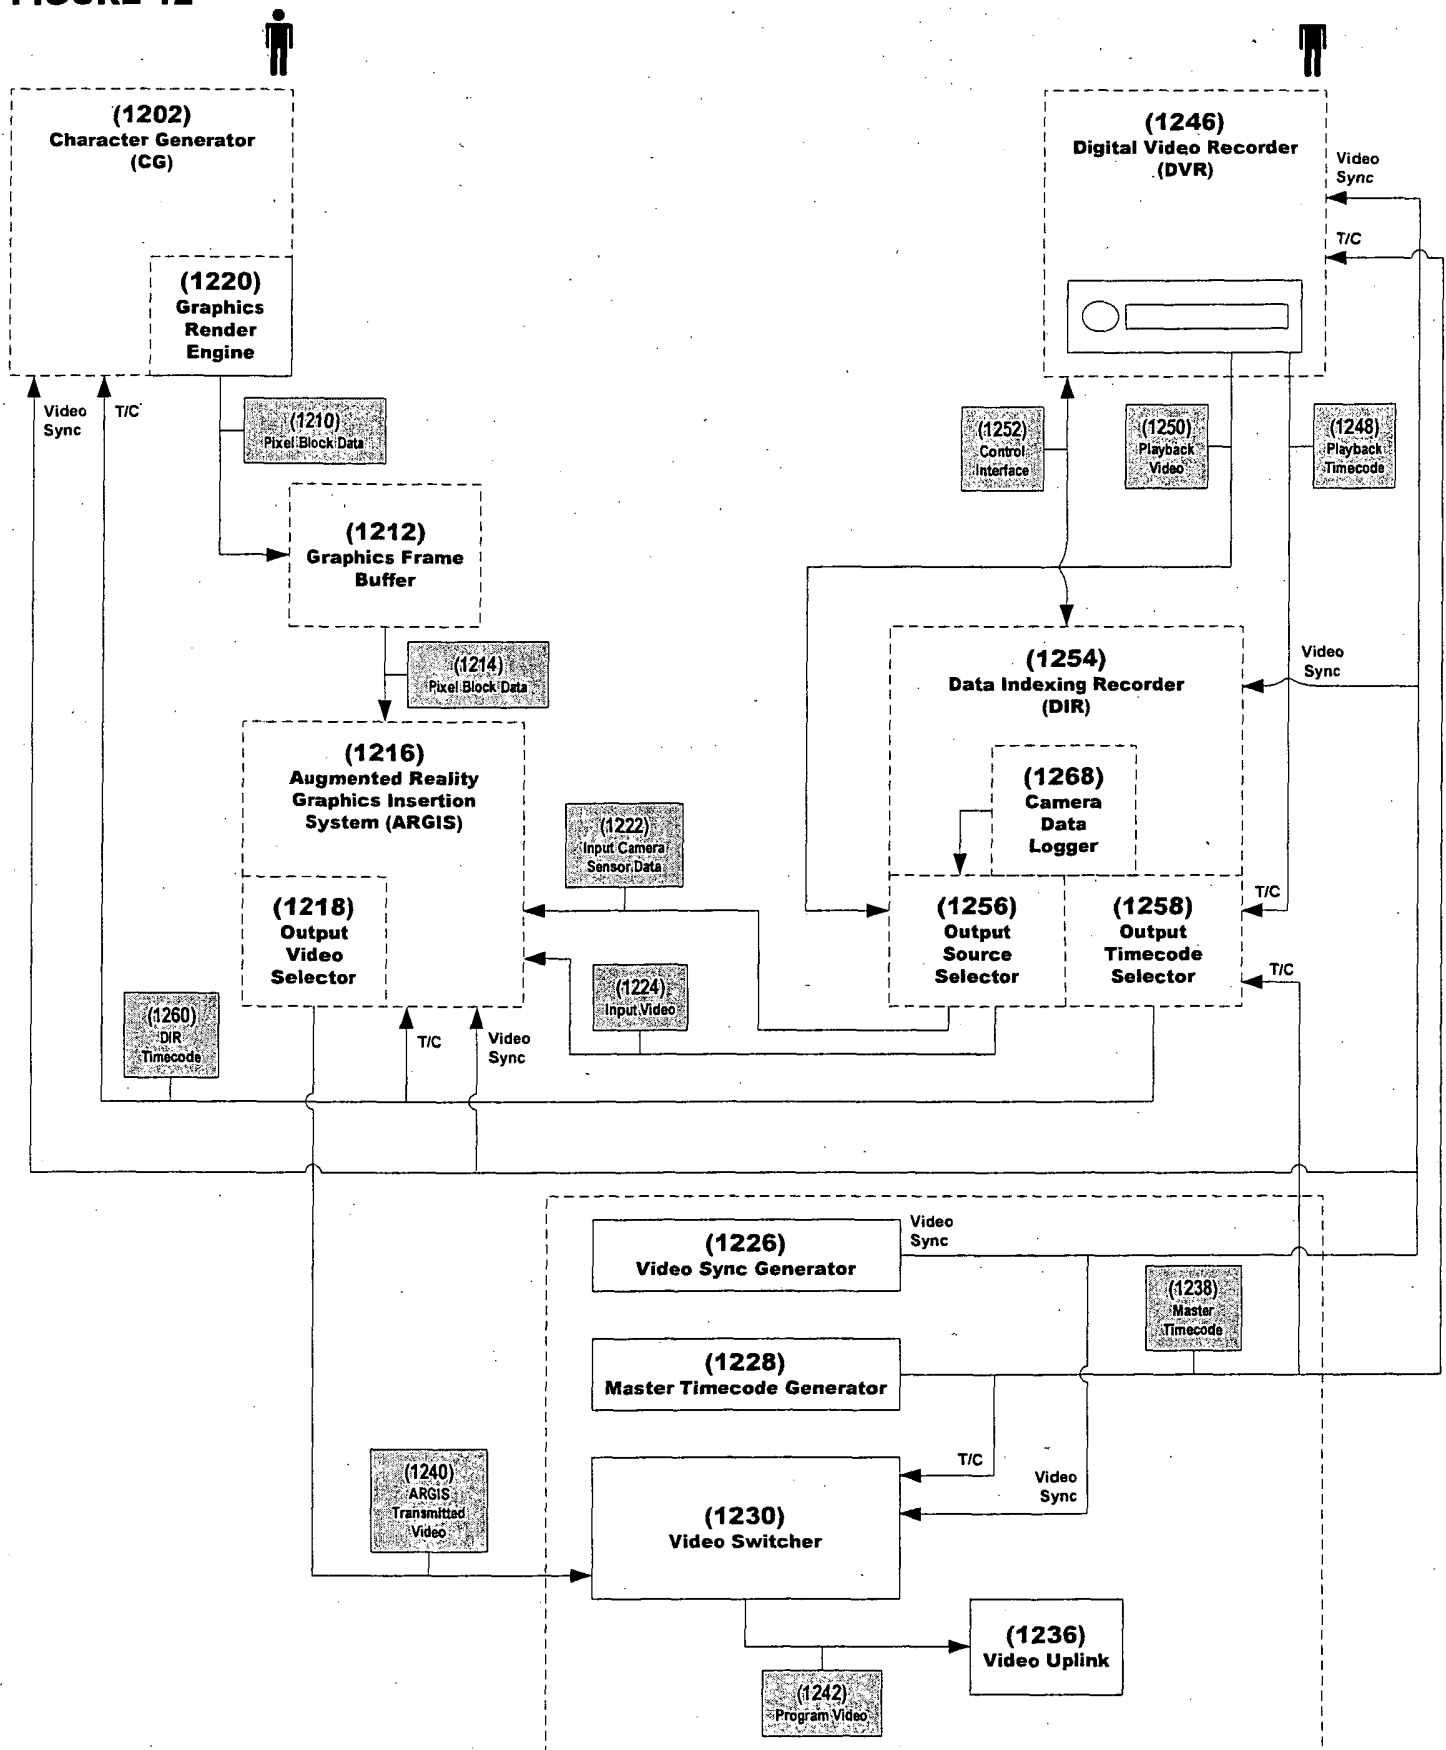 FIGURE 12
(1202)
Character Generator
(CG)
(1220)
Graphics
Render
Engine
Video
Sync
T/C
(1210)
Pixel Block Data
(1212)
Graphics Frame
Buffer
(1214)
Pixel Block Data
(1216)
Augmented Reality
Graphics Insertion
System (ARGIS)
(1218)
Output
Video
Selector
(1222)
Input Camera
Sensor Data
(1224)
Input Video
(1260)
DIR
Timecode
T/C
Video
Sync
(1246)
Digital Video Recorder
(DVR)
Video
Sync
T/C
(1252)
Control
Interface
(1250)
Playback
Video
(1248)
Playback
Timecode
(1254)
Data Indexing Recorder
(DIR)
Video
Sync
(1268)
Camera
Data
Logger
(1256)
Output
Source
Selector
(1258)
Output
Timecode
Selector
T/C
T/C
(1226)
Video Sync Generator
Video
Sync
(1238)
Master
Timecode
(1228)
Master Timecode Generator
T/C
Video
Sync
(1240)
ARGIS
Transmitted
Video
(1230)
Video Switcher
(1236)
Video Uplink
(1242)
Program Video